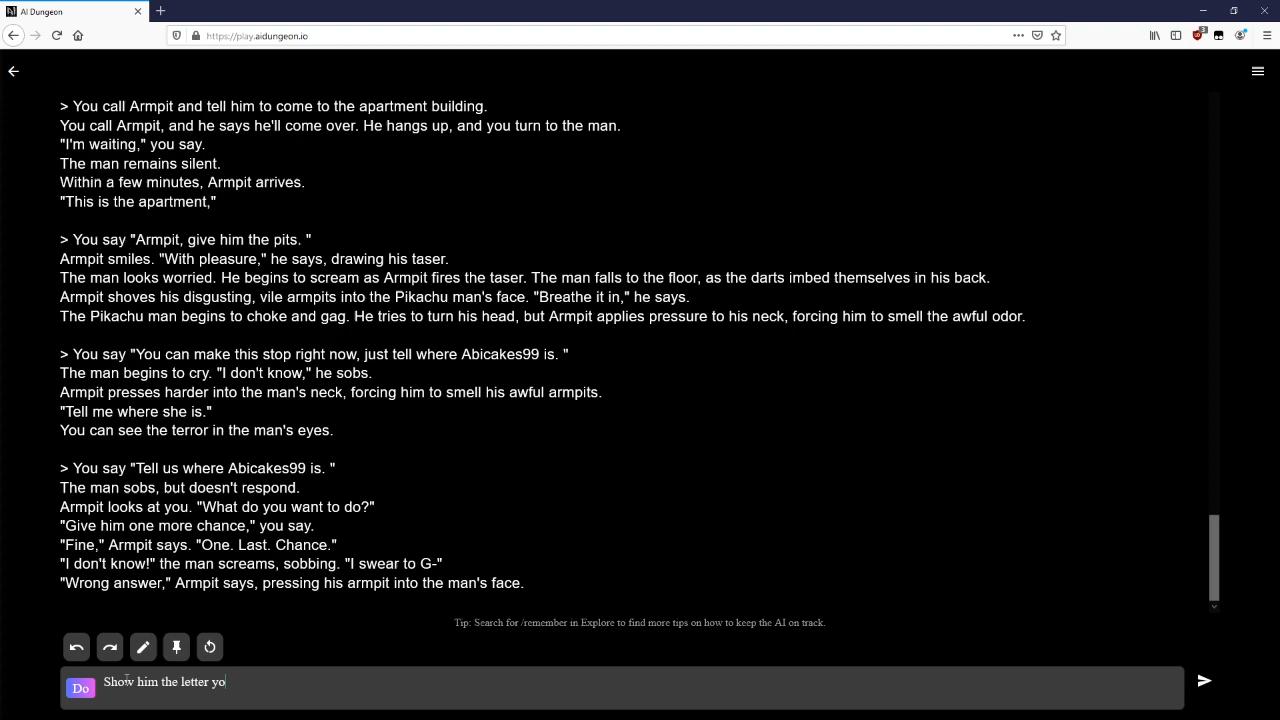 AI Dungeon
https://play.aidungeon.io
> You call Armpit and tell him to come to the apartment building.
You call Armpit, and he says he'll come over. He hangs up, and you turn to the man.
"I'm waiting," you say.
The man remains silent.
Within a few minutes, Armpit arrives.
"This is the apartment,"
> You say "Armpit, give him the pits. "
Armpit smiles. "With pleasure," he says, drawing his taser.
The man looks worried. He begins to scream as Armpit fires the taser. The man falls to the floor, as the darts imbed themselves in his back.
Armpit shoves his disgusting, vile armpits into the Pikachu man's face. "Breathe it in," he says.
The Pikachu man begins to choke and gag. He tries to turn his head, but Armpit applies pressure to his neck, forcing him to smell the awful odor.
> You say "You can make this stop right now, just tell where Abicakes99 is. "
The man begins to cry. "I don't know," he sobs.
Armpit presses harder into the man's neck, forcing him to smell his awful armpits.
"Tell me where she is."
You can see the terror in the man's eyes.
> You say "Tell us where Abicakes99 is. "
The man sobs, but doesn't respond.
Armpit looks at you. "What do you want to do?"
"Give him one more chance," you say.
"Fine," Armpit says. "One. Last. Chance."
"I don't know!" the man screams, sobbing. "I swear to G-"
"Wrong answer," Armpit says, pressing his armpit into the man's face.
Tip: Search for /remember in Explore to find more tips on how to keep the AI on track.
Do Show him the letter yo